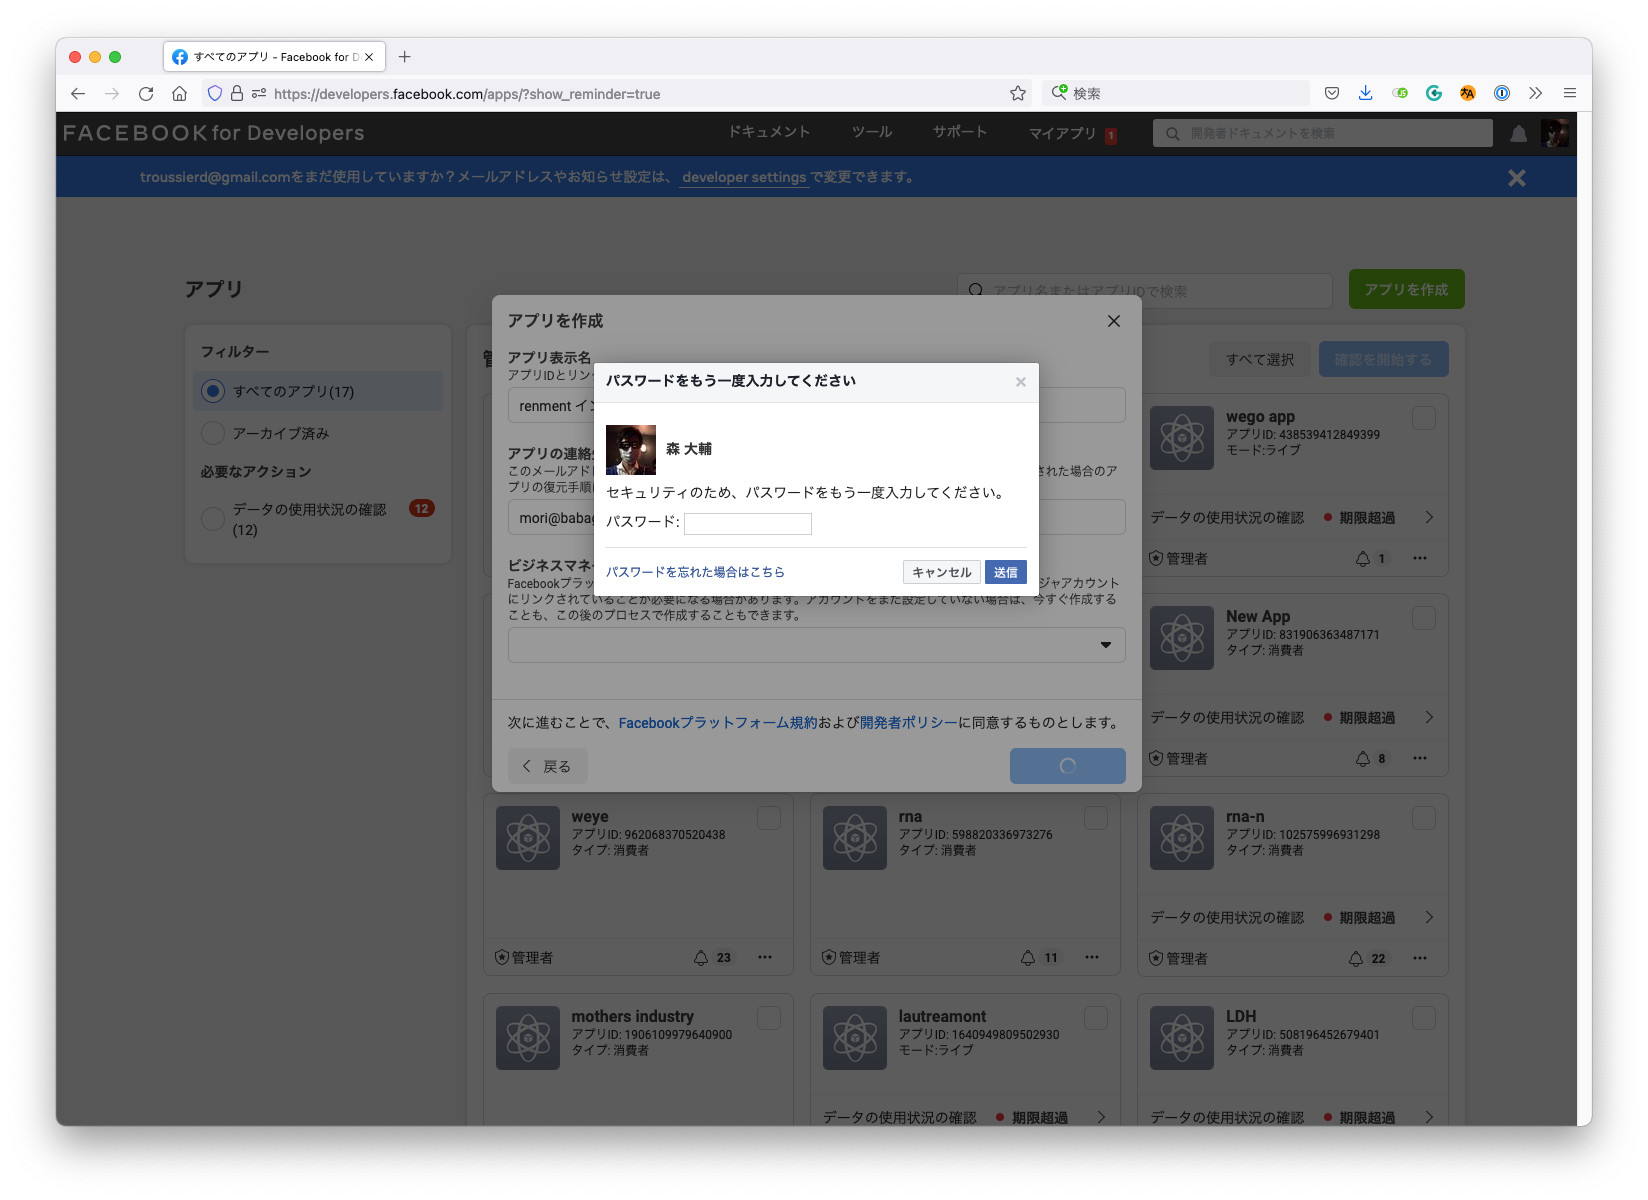 すべてのアプリ - Facebook for D
https://developers.facebook.com/apps/?show_reminder=true
検索
FACEBOOK for Developers
ドキュメント
ツール
サポート
マイアプリ 1
開発者ドキュメントを検索
troussierd@gmail.comをまだ使用していますか？メールアドレスやお知らせ設定は、 developer settings で変更できます。
アプリ
アプリ名またはアプリIDで検索
アプリを作成
フィルター
すべてのアプリ(17)
アーカイブ済み
必要なアクション
データの使用状況の確認
(12)
12
すべて選択
確認を開始する
アプリを作成
アプリ表示名
アプリIDとリン
renment イン
アプリの連絡
このメールアド
された場合のア
プリの復元手順
mori@baba
ビジネスマネ
Facebookプラッ
ジャアカウント
にリンクされていることが必要になる場合があります。アカウントをまだ設定していない場合は、今すぐ作成する
ことも、この後のプロセスで作成することもできます。
次に進むことで、Facebookプラットフォーム規約および開発者ポリシーに同意するものとします。
戻る
パスワードをもう一度入力してください
森 大輔
セキュリティのため、パスワードをもう一度入力してください。
パスワード:
パスワードを忘れた場合はこちら
キャンセル
送信
wego app
アプリID: 438539412849399
モード:ライブ
データの使用状況の確認
期限超過
管理者
1
New App
アプリID: 831906363487171
タイプ: 消費者
データの使用状況の確認
期限超過
管理者
8
weye
アプリID: 962068370520438
タイプ: 消費者
管理者
23
rna
アプリID: 598820336973276
タイプ: 消費者
管理者
11
rna-n
アプリID: 102575996931298
タイプ: 消費者
データの使用状況の確認
期限超過
管理者
22
mothers industry
アプリID: 1906109979640900
タイプ: 消費者
lautreamont
アプリID: 1640949809502930
モード:ライブ
データの使用状況の確認
期限超過
LDH
アプリID: 508196452679401
タイプ: 消費者
データの使用状況の確認
期限超過